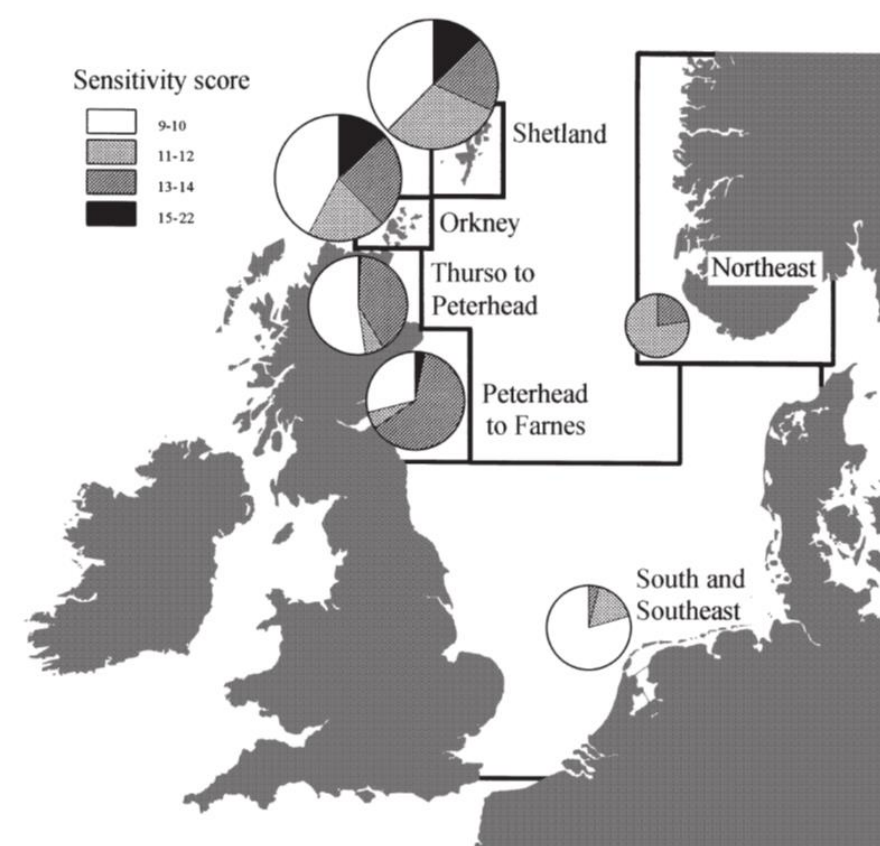 Sensitivity score
9-10
11-12
13-14
15-22
Shetland
Orkney
Thurso to
Peterhead
Northeast
Peterhead
to Farnes
South and
Southeast